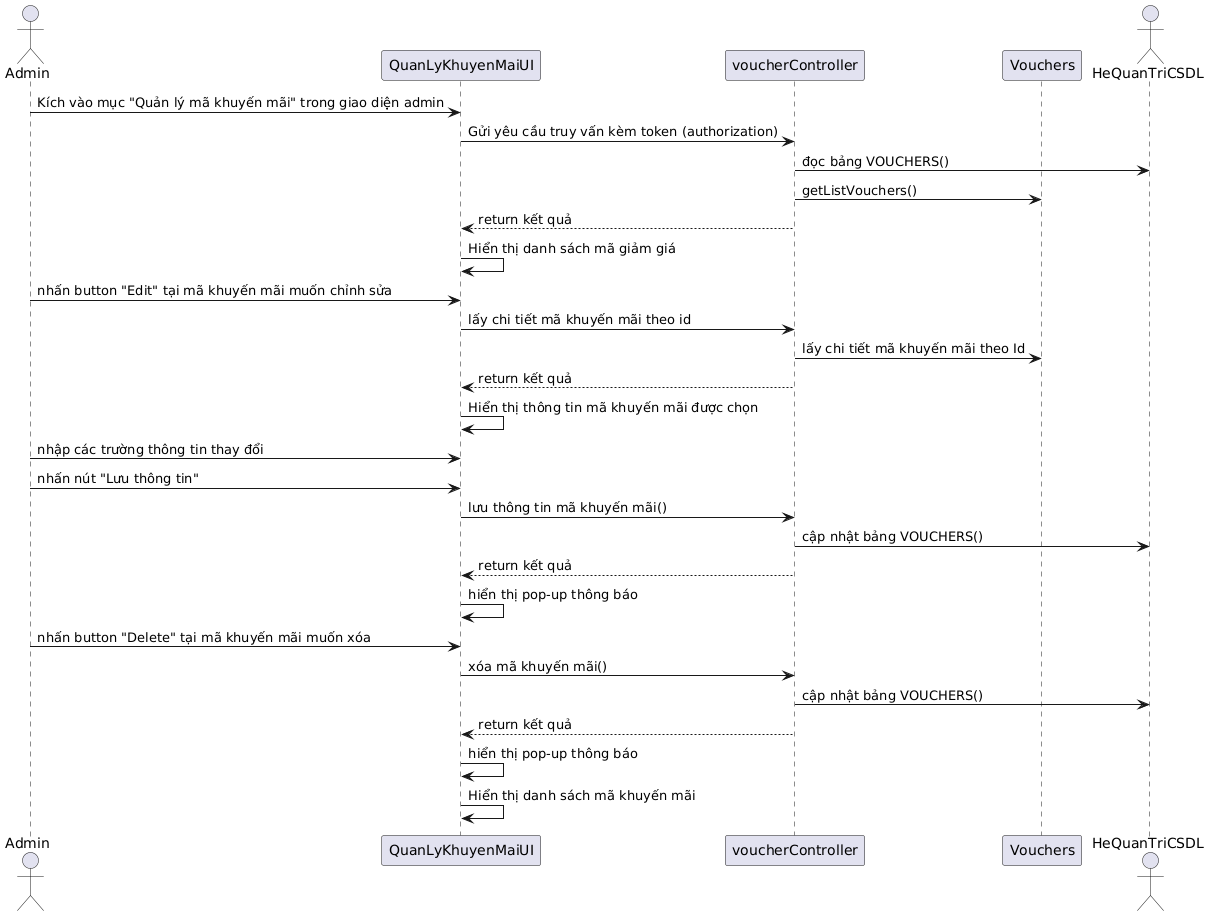 Admin
QuanLyKhuyenMaiUI
voucherController
Vouchers
HeQuanTriCSDL
Kích vào mục "Quản lý mã khuyến mãi" trong giao diện admin
Gửi yêu cầu truy vấn kèm token (authorization)
đọc bảng VOUCHERS()
getListVouchers()
return kết quả
Hiển thị danh sách mã giảm giá
nhấn button "Edit" tại mã khuyến mãi muốn chỉnh sửa
lấy chi tiết mã khuyến mãi theo id
lấy chi tiết mã khuyến mãi theo Id
return kết quả
Hiển thị thông tin mã khuyến mãi được chọn
nhập các trường thông tin thay đổi
nhấn nút "Lưu thông tin"
lưu thông tin mã khuyến mãi()
cập nhật bảng VOUCHERS()
return kết quả
hiển thị pop-up thông báo
nhấn button "Delete" tại mã khuyến mãi muốn xóa
xóa mã khuyến mãi()
cập nhật bảng VOUCHERS()
return kết quả
hiển thị pop-up thông báo
Hiển thị danh sách mã khuyến mãi
Admin
QuanLyKhuyenMaiUI
voucherController
Vouchers
HeQuanTriCSDL